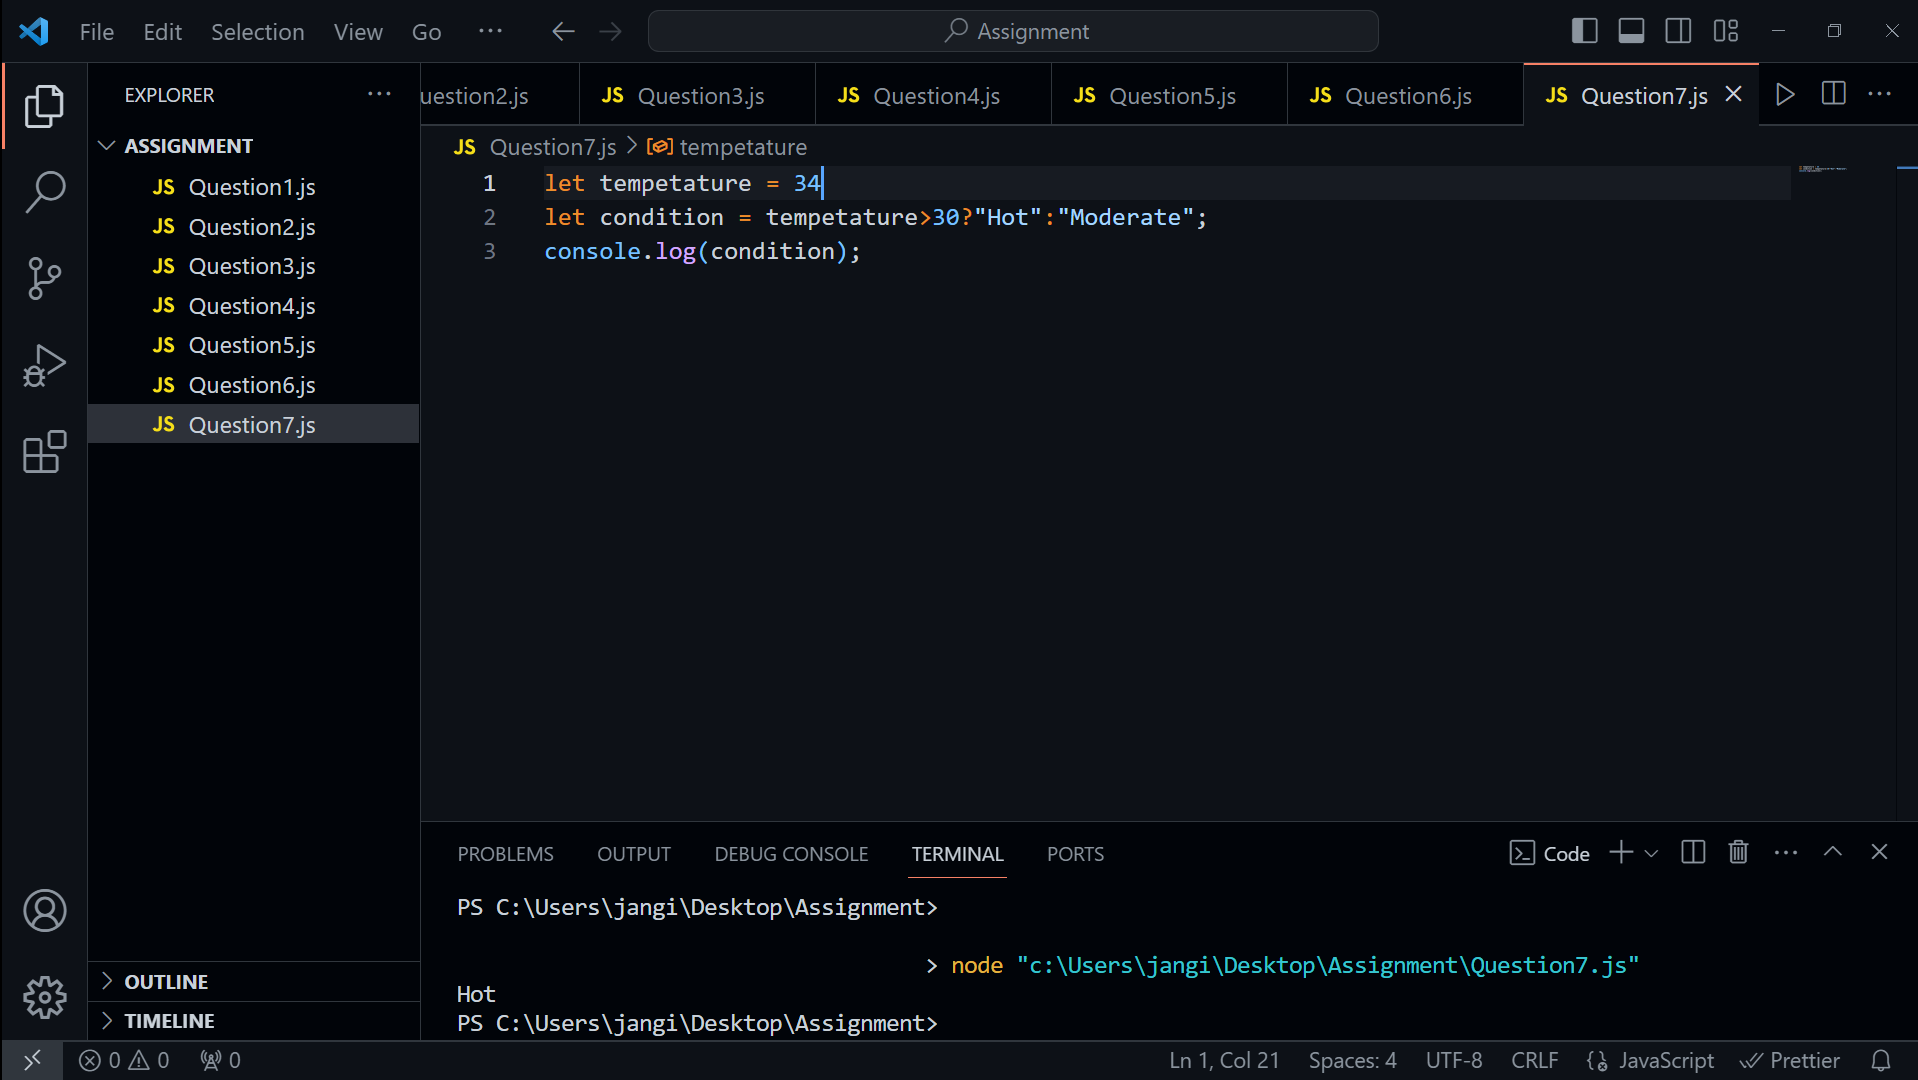 File Edit Selection View Go ··· Assignment
EXPLORER ···
uestion2.js JS Question3.js JS Question4.js JS Question5.js JS Question6.js JS Question7.js ···
ASSIGNMENT
JS Question1.js
JS Question2.js
JS Question3.js
JS Question4.js
JS Question5.js
JS Question6.js
JS Question7.js
JS Question7.js > tempetature
1 let tempetature = 34
2 let condition = tempetature>30?"Hot":"Moderate";
3 console.log(condition);
PROBLEMS OUTPUT DEBUG CONSOLE TERMINAL PORTS Code ···
PS C:\Users\jangi\Desktop\Assignment>
> node "c:\Users\jangi\Desktop\Assignment\Question7.js"
Hot
PS C:\Users\jangi\Desktop\Assignment>
OUTLINE
TIMELINE
0 0 0 Ln 1, Col 21 Spaces: 4 UTF-8 CRLF JavaScript Prettier